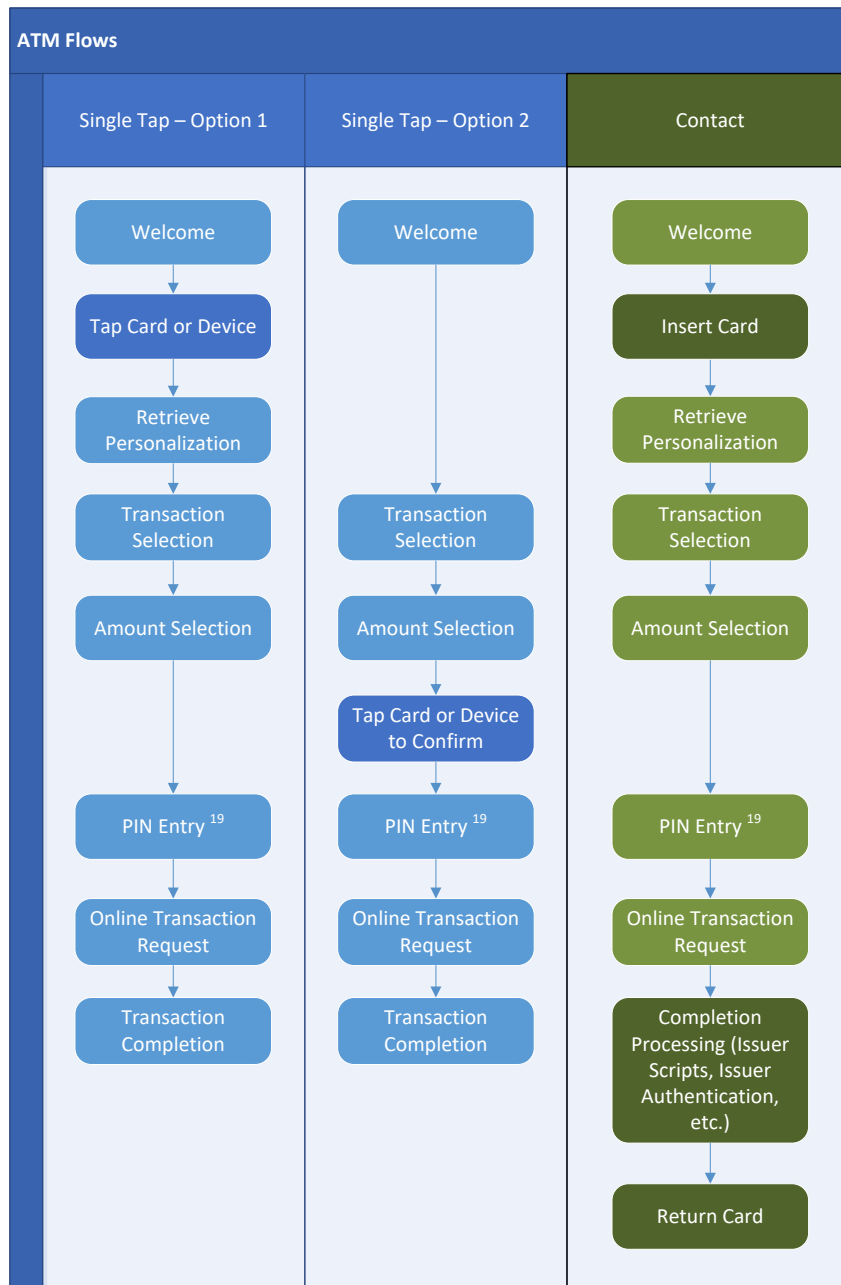 ATM Flows
Single Tap – Option 1
Single Tap – Option 2
Contact
Welcome
Tap Card or Device
Retrieve
Personalization
Transaction
Selection
Amount Selection
PIN Entry 19
Online Transaction
Request
Transaction
Completion
Welcome
Transaction
Selection
Amount Selection
Tap Card or Device
to Confirm
PIN Entry 19
Online Transaction
Request
Transaction
Completion
Welcome
Insert Card
Retrieve
Personalization
Transaction
Selection
Amount Selection
PIN Entry 19
Online Transaction
Request
Completion
Processing (Issuer
Scripts, Issuer
Authentication,
etc.)
Return Card